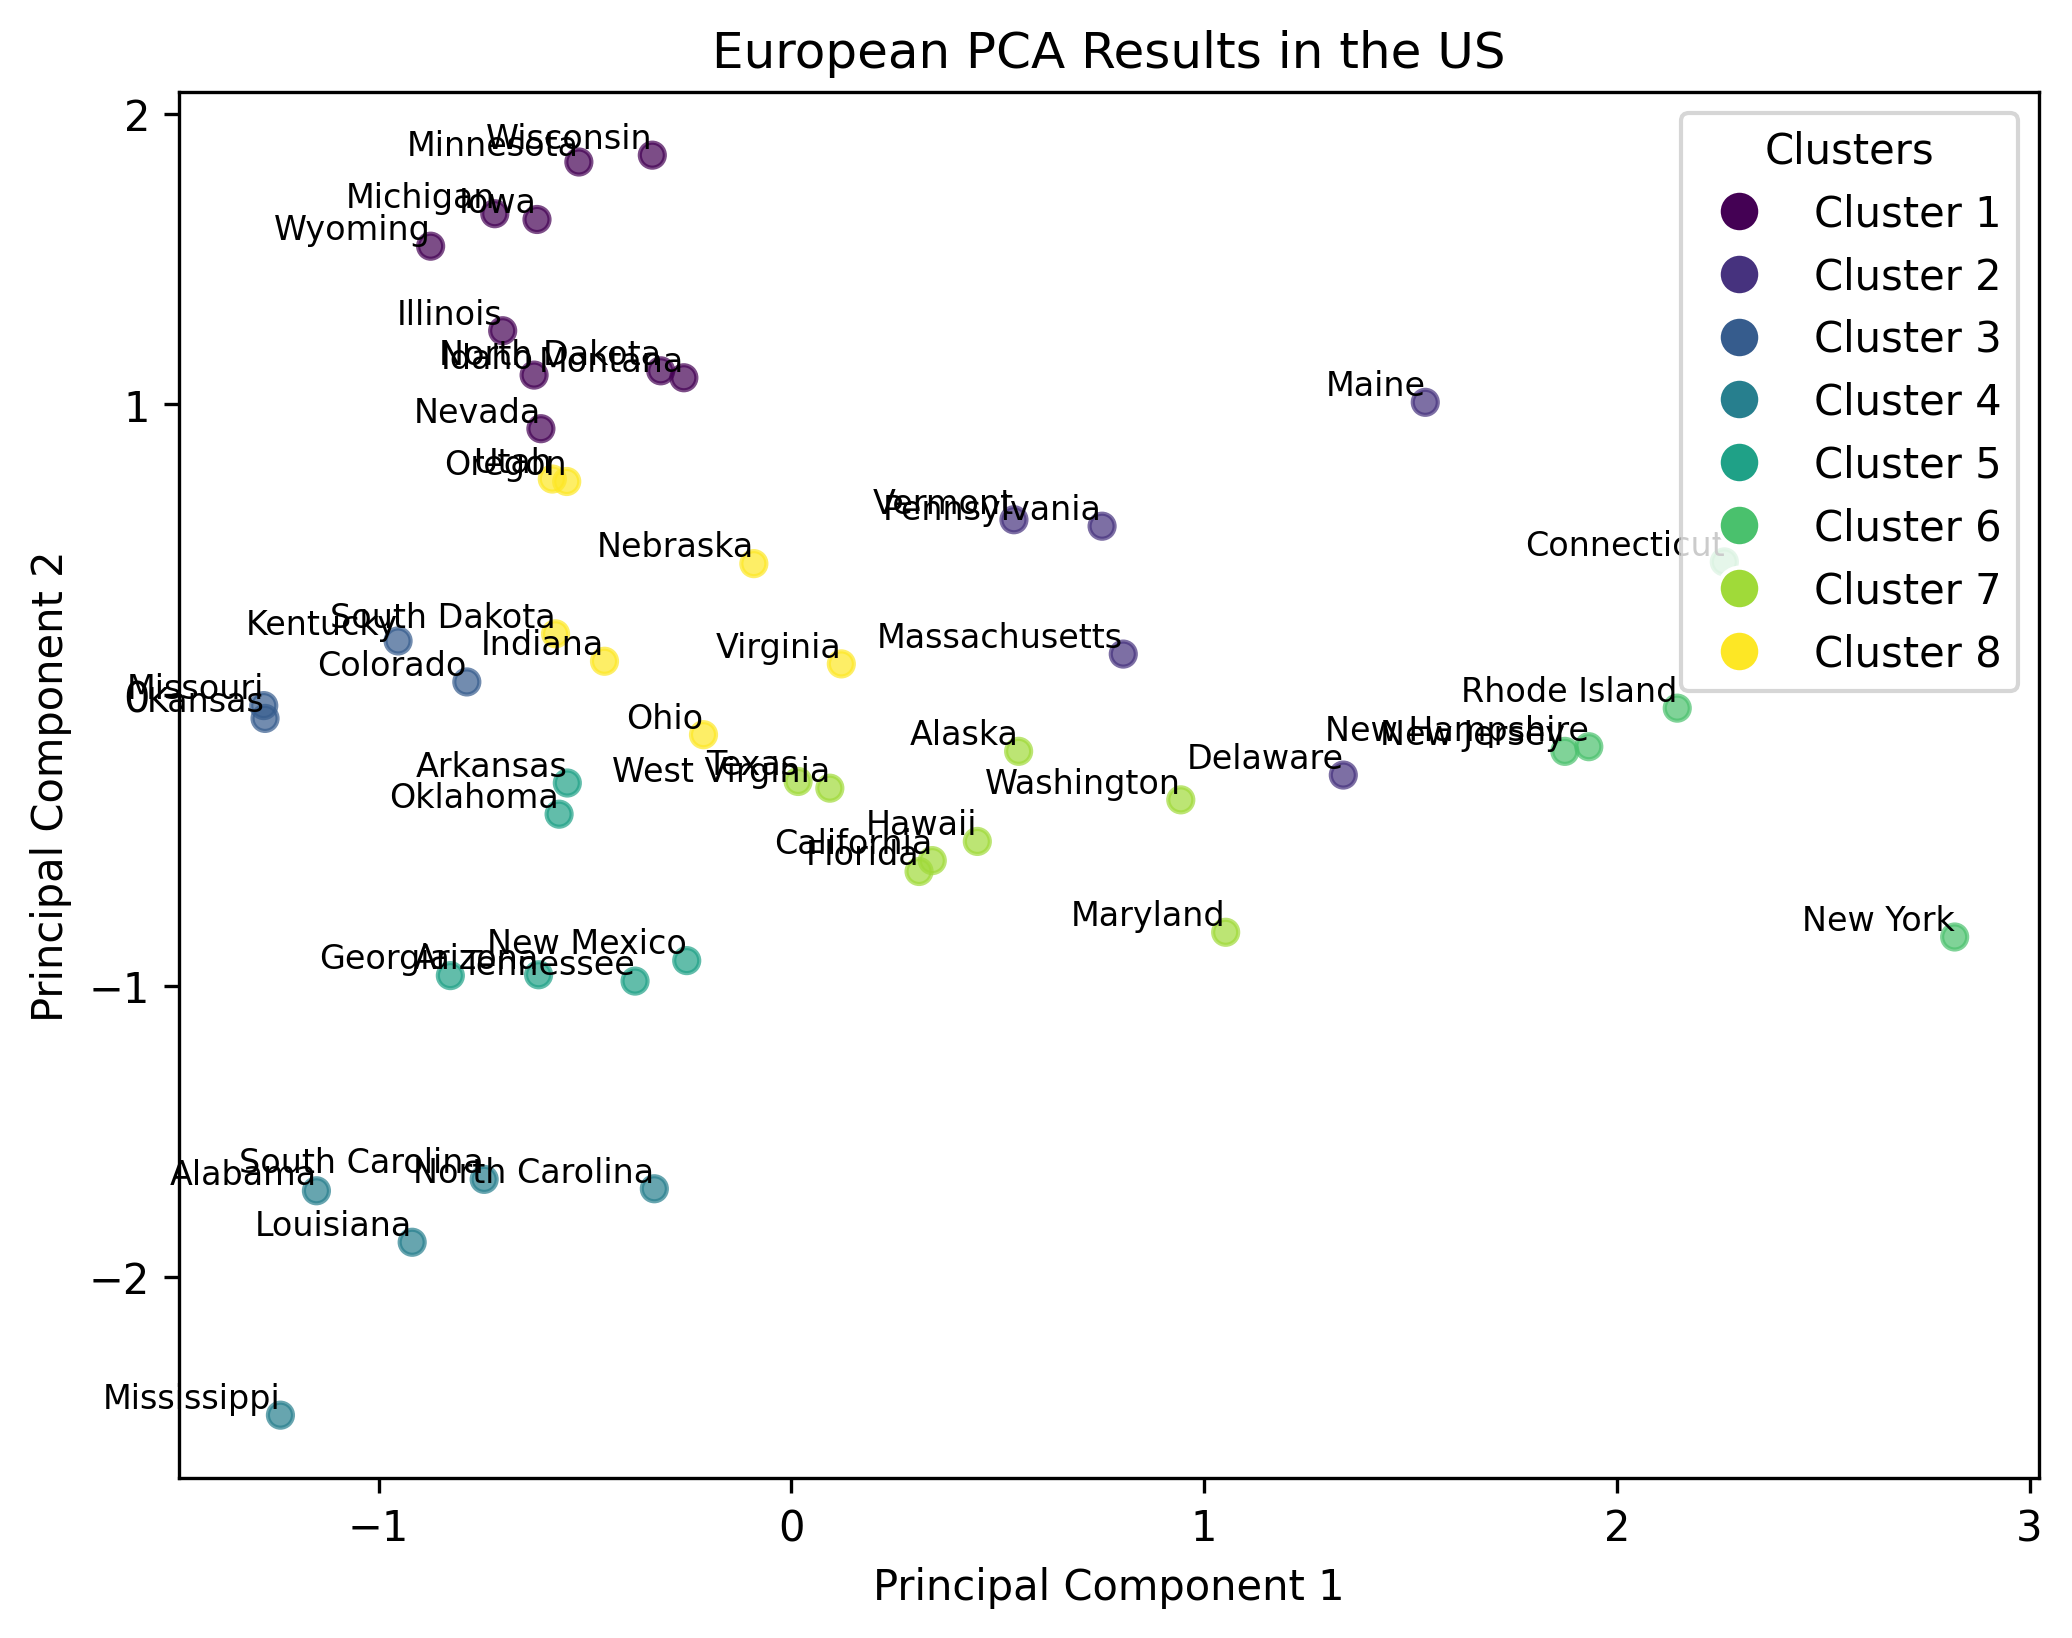 European PCA Results in the US
Principal Component 2
2
1
0
−1
−2
Wisconsin
Minnesota
Michigan
Iowa
Wyoming
Illinois
North Dakota
Idaho
Montana
Nevada
Utah
Oregon
Maine
Vermont
Pennsylvania
Nebraska
Connecticut
South Dakota
Kentucky
Indiana
Virginia
Massachusetts
Colorado
Missouri
Kansas
Rhode Island
Ohio
Alaska
New Hampshire
New Jersey
Delaware
Arkansas
Texas
West Virginia
Washington
Oklahoma
Hawaii
California
Florida
Maryland
New York
New Mexico
Georgia
Arizona
Tennessee
South Carolina
North Carolina
Alabama
Louisiana
Mississippi
Clusters
Cluster 1
Cluster 2
Cluster 3
Cluster 4
Cluster 5
Cluster 6
Cluster 7
Cluster 8
−1
0
1
2
3
Principal Component 1